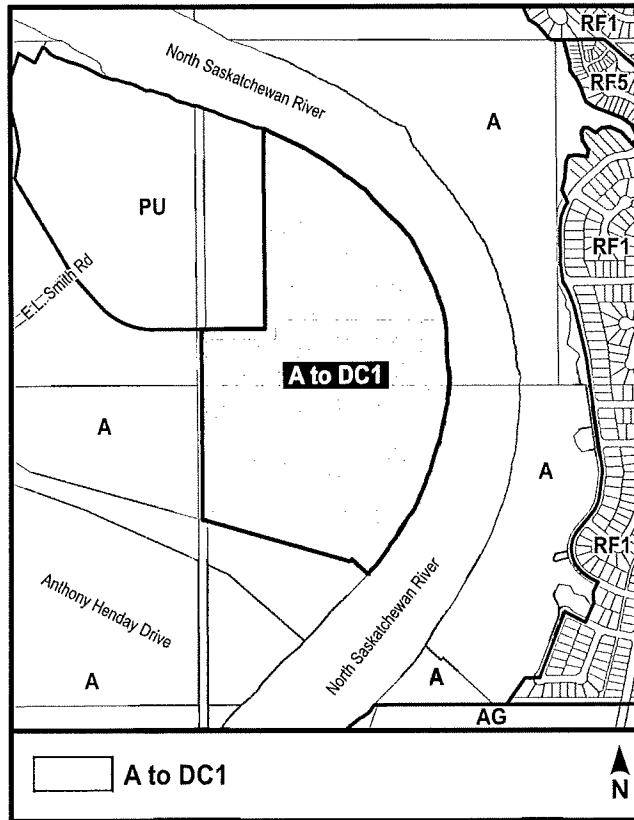 RF1
North Saskatchewan River
RF5
A
PU
RF1
E.L. Smith Rd
A to DC1
A
A
RF1
Anthony Henday Drive
North Saskatchewan River
A
A
AG
A to DC1
N